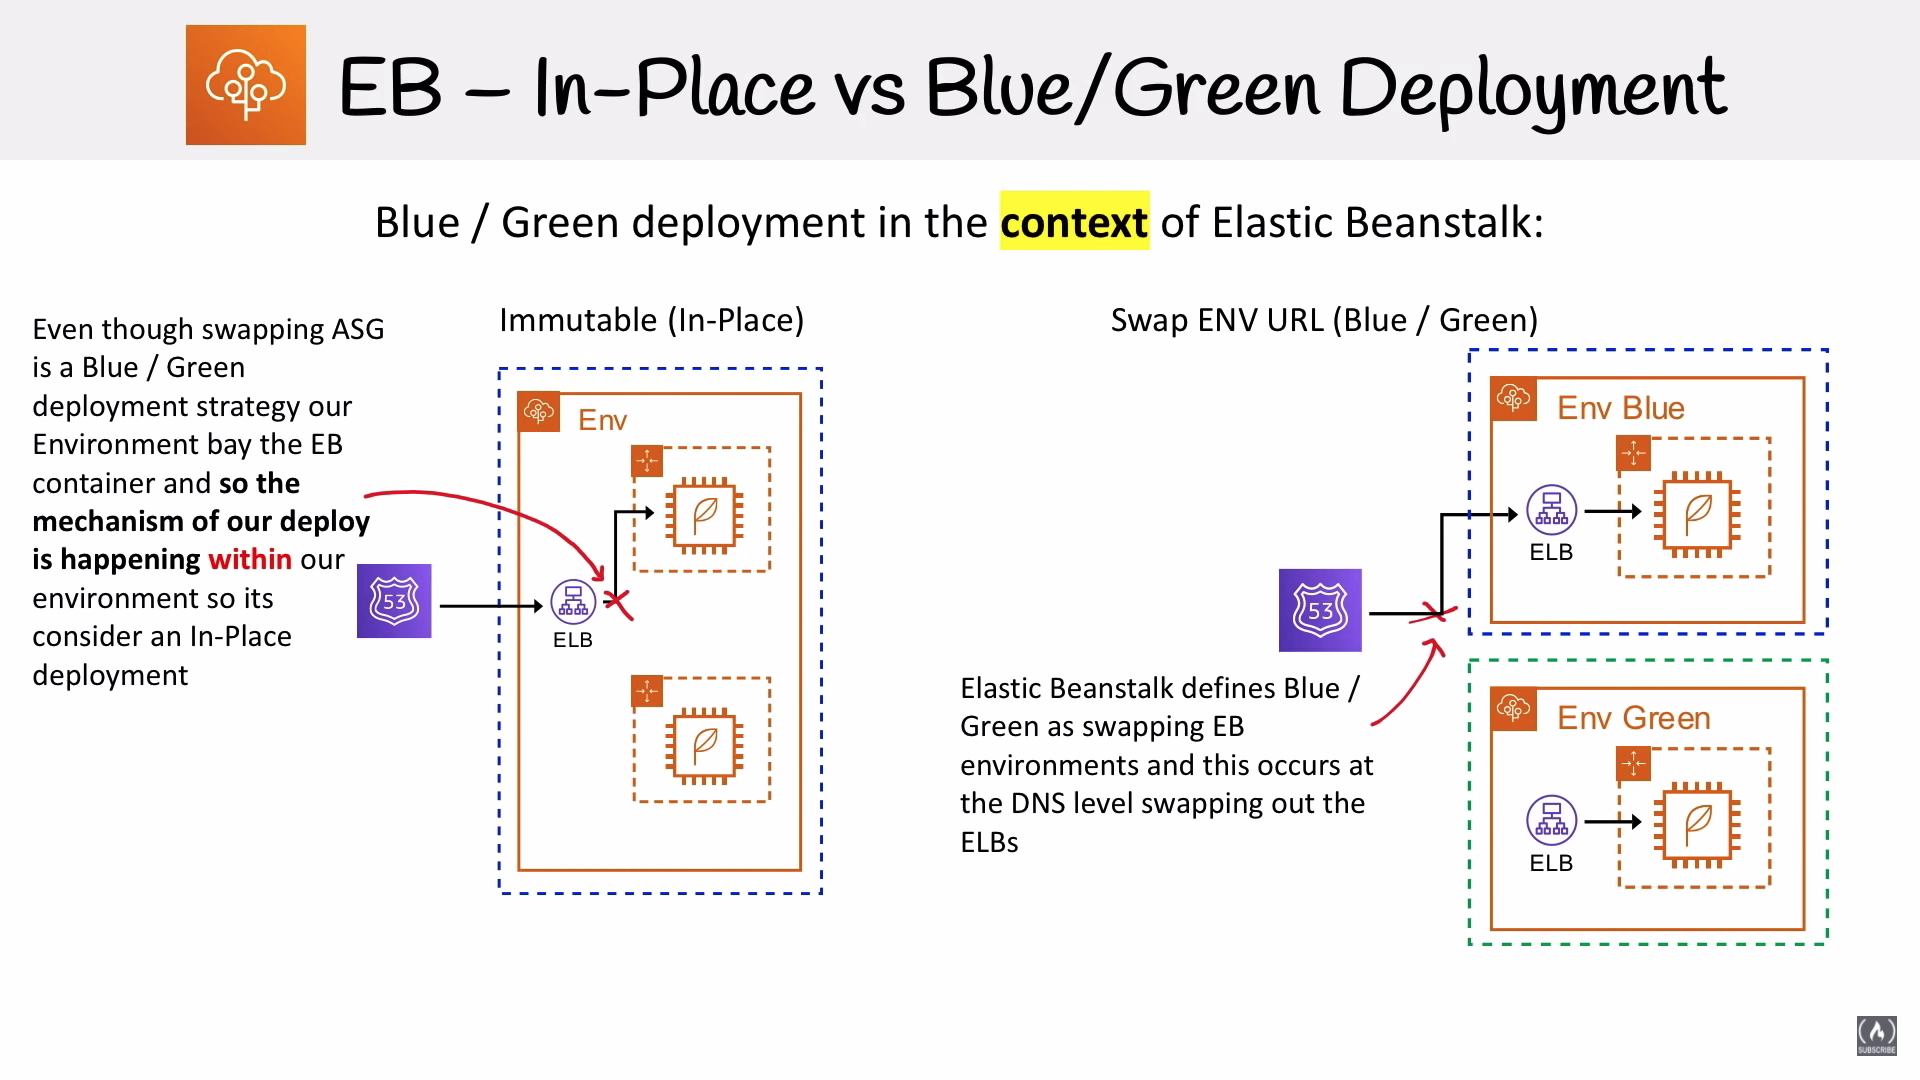 EB – In-Place vs Blue/Green Deployment
Blue / Green deployment in the context of Elastic Beanstalk:
Even though swapping ASG
is a Blue / Green
deployment strategy our
Environment bay the EB
container and so the
mechanism of our deploy
is happening within our
environment so its
consider an In-Place
deployment
Immutable (In-Place)
Env
53
ELB
Swap ENV URL (Blue / Green)
Env Blue
ELB
53
Elastic Beanstalk defines Blue /
Green as swapping EB
environments and this occurs at
the DNS level swapping out the
ELBs
Env Green
ELB
SUBSCRIBE